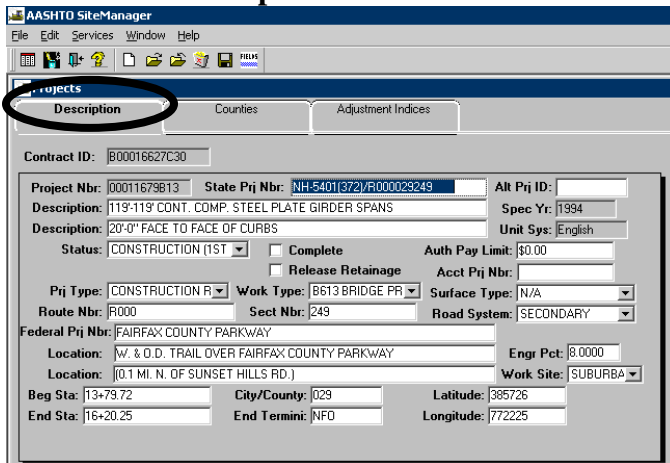 AASHTO SiteManager
File Edit Services Window Help
FIELDS
Projects
Description Counties Adjustment Indices
Contract ID: B00016627C30
Project Nbr: 00011679B13 State Prj Nbr: NH-5401(372)/R000029249 Alt Prj ID:
Description: 119'-119' CONT. COMP. STEEL PLATE GIRDER SPANS Spec Yr: 1994
Description: 20'-0" FACE TO FACE OF CURBS Unit Sys: English
Status: CONSTRUCTION (1ST Complete Auth Pay Limit: $0.00
Release Retainage Acct Prj Nbr:
Prj Type: CONSTRUCTION R Work Type: B613 BRIDGE PR Surface Type: N/A
Route Nbr: R000 Sect Nbr: 249 Road System: SECONDARY
Federal Prj Nbr: FAIRFAX COUNTY PARKWAY
Location: W. & O.D. TRAIL OVER FAIRFAX COUNTY PARKWAY Engr Pct: 8.0000
Location: (0.1 MI. N. OF SUNSET HILLS RD.) Work Site: SUBURBA
Beg Sta: 13+79.72 City/County: 029 Latitude: 385726
End Sta: 16+20.25 End Termini: NFO Longitude: 772225